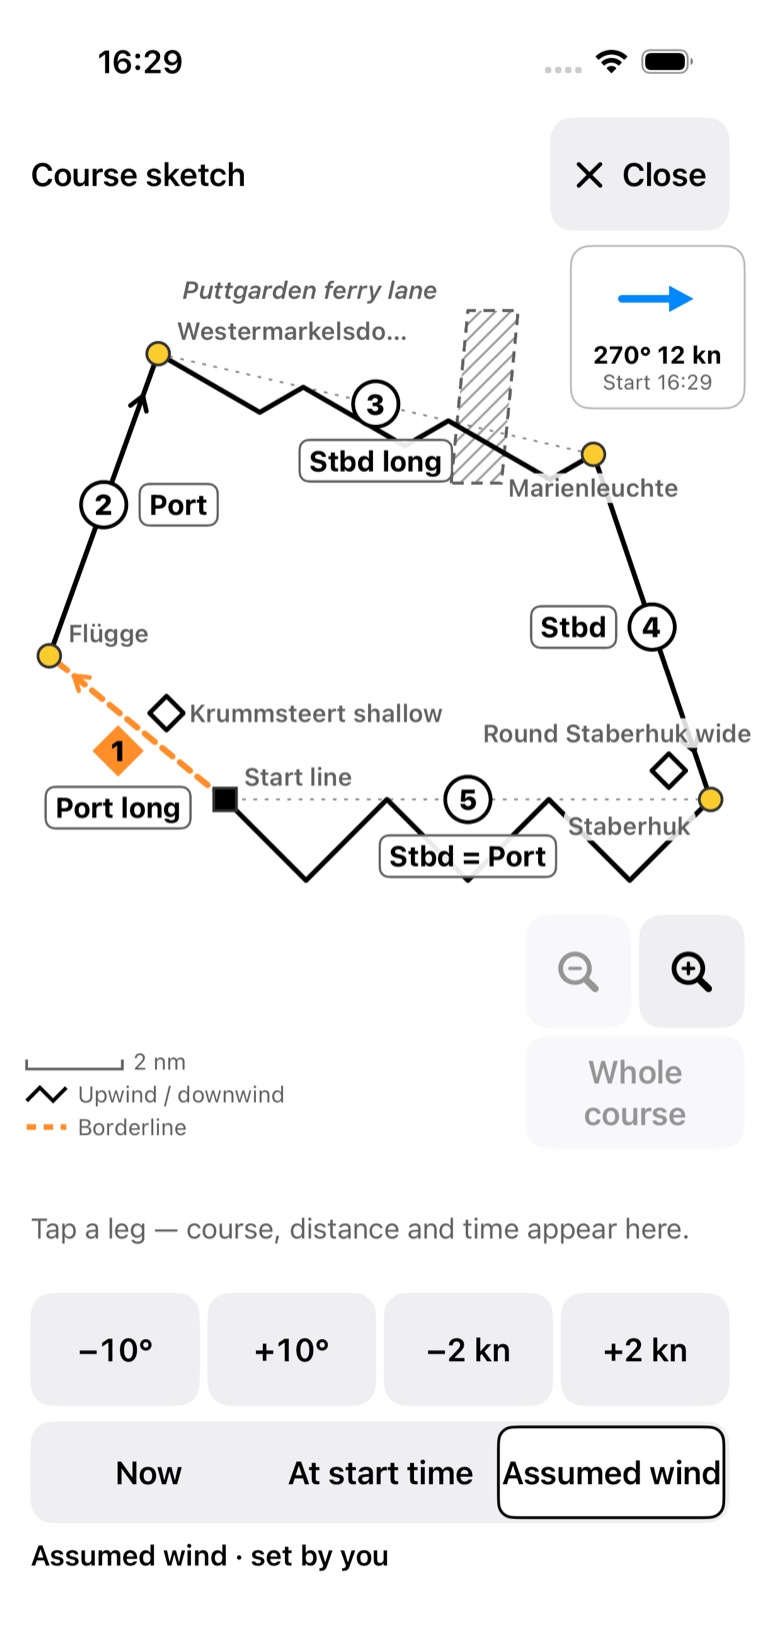 16:29
Course sketch
Close
Puttgarden ferry lane
Westermarkelsdo...
270° 12 kn
Start 16:29
3
Stbd long
Marienleuchte
2
Port
Flügge
Stbd
4
Krummsteert shallow
Round Staberhuk wide
1
Port long
Start line
5
Staberhuk
Stbd = Port
2 nm
Upwind / downwind
Borderline
Whole
course
Tap a leg — course, distance and time appear here.
−10°
+10°
−2 kn
+2 kn
Now
At start time
Assumed wind
Assumed wind · set by you